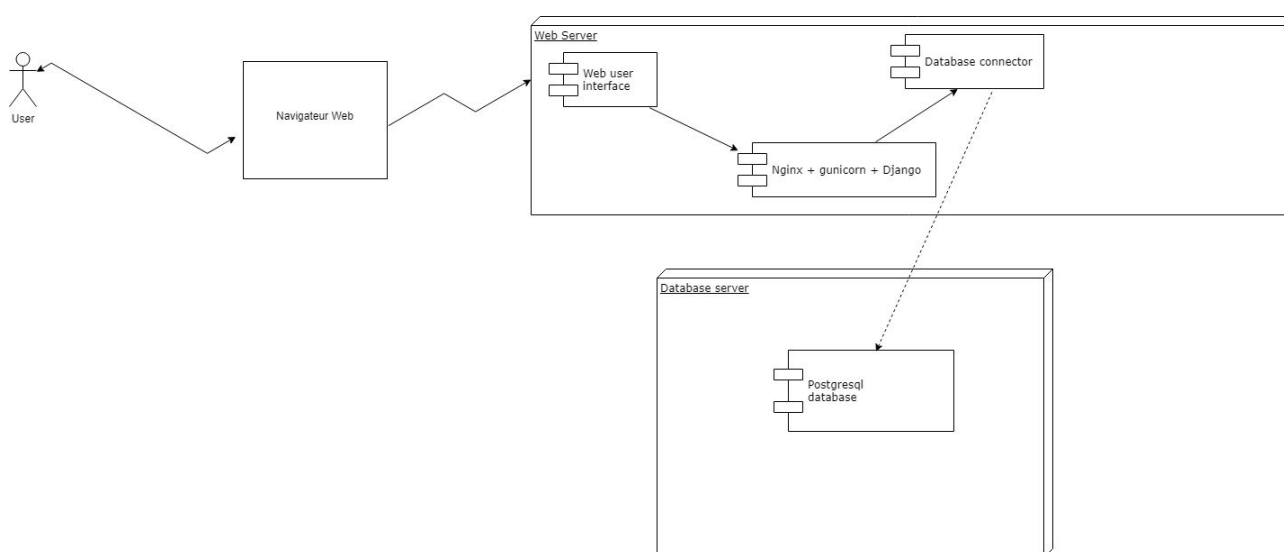 Web Server
Web user
interface
Database connector
User
Navigateur Web
Nginx + gunicorn + Django
Database server
Postgresql
database